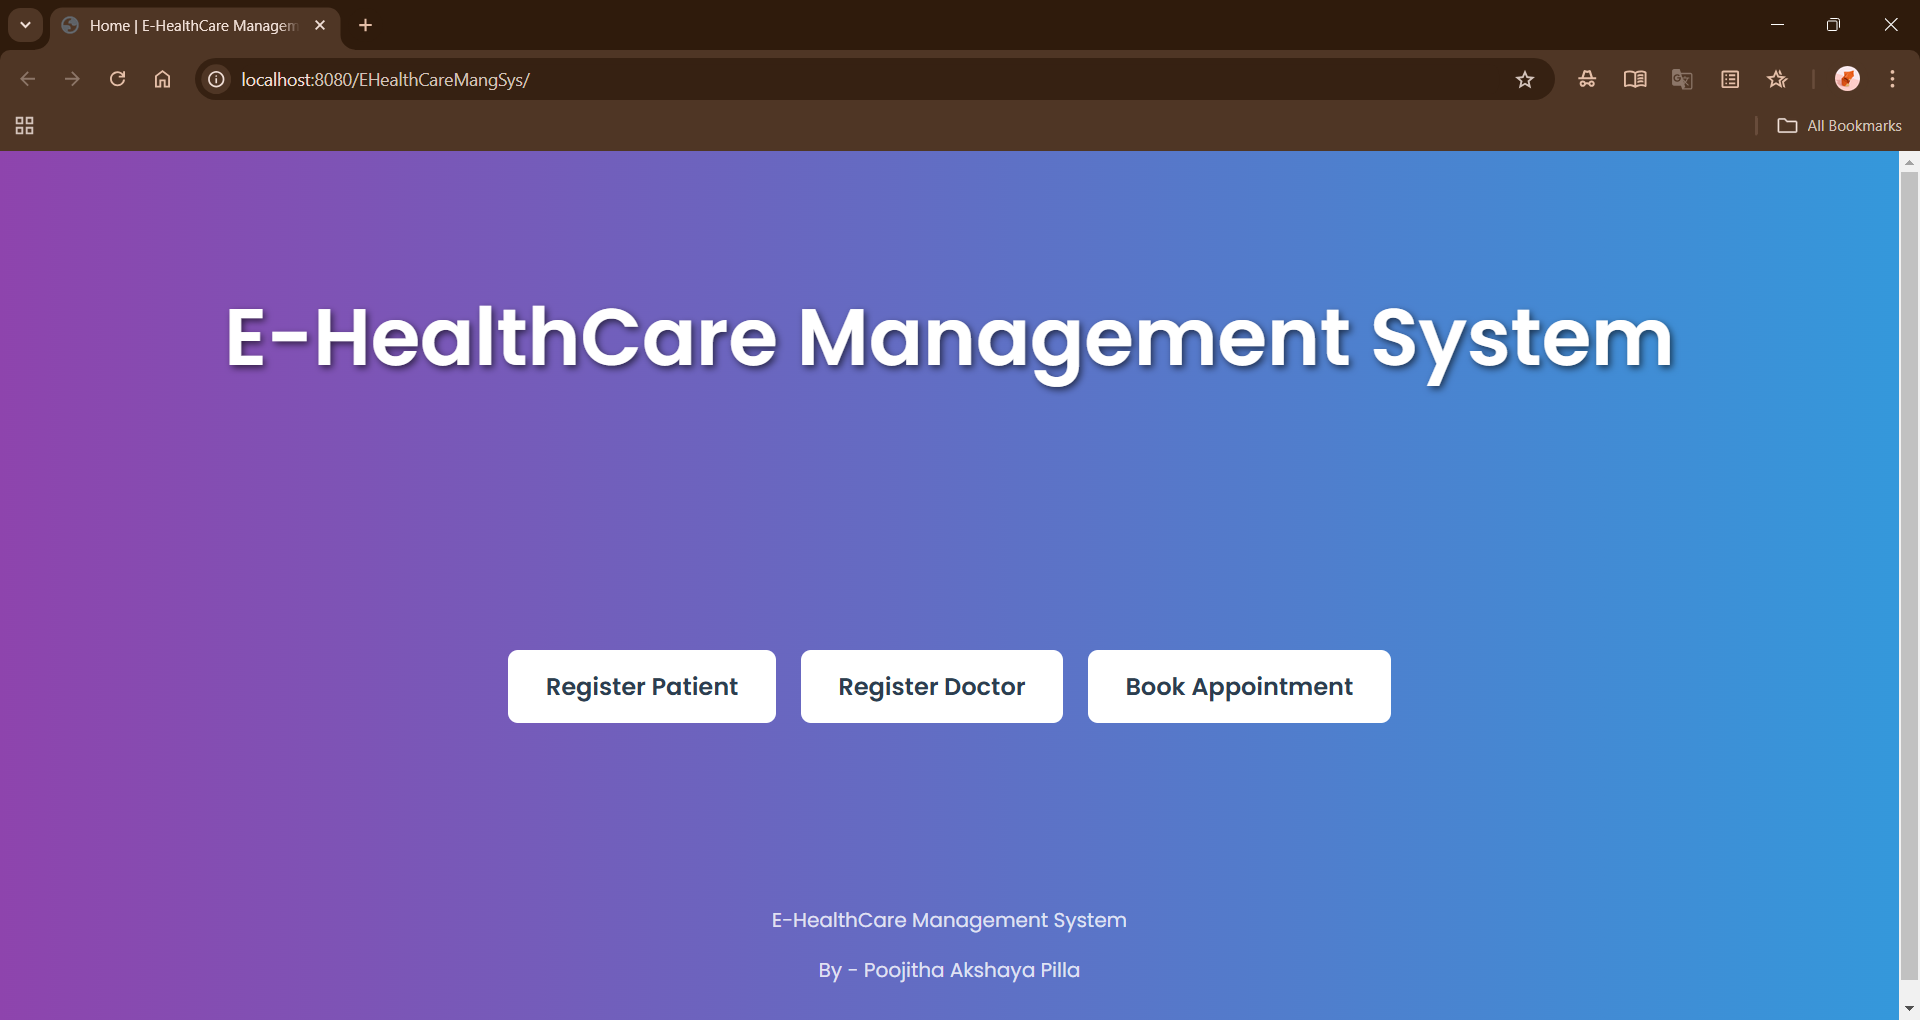 Home | E-HealthCare Managem
localhost:8080/EHealthCareMangSys/
All Bookmarks
E-HealthCare Management System
Register Patient
Register Doctor
Book Appointment
E-HealthCare Management System
By - Poojitha Akshaya Pilla